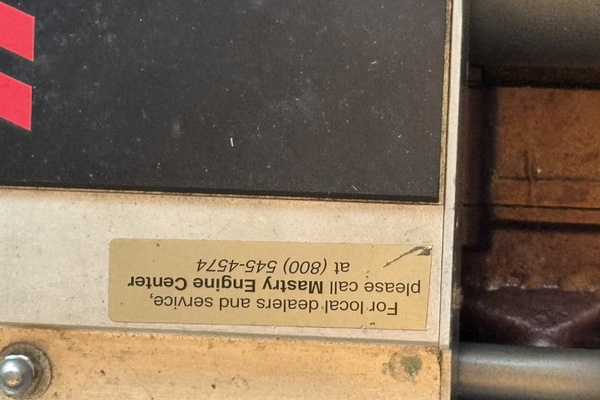 For local dealers and service,
please call Mastry Engine Center
at (800) 545-4574